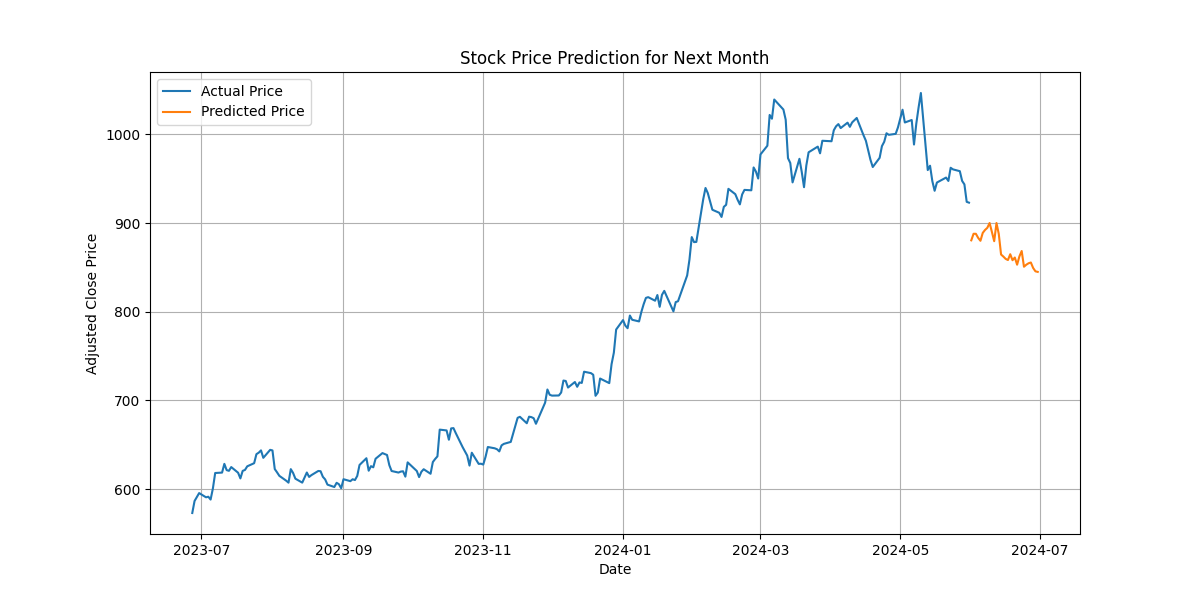 Stock Price Prediction for Next Month
Actual Price
Predicted Price
Adjusted Close Price
1000
900
800
700
600
2023-07
2023-09
2023-11
2024-01
2024-03
2024-05
2024-07
Date